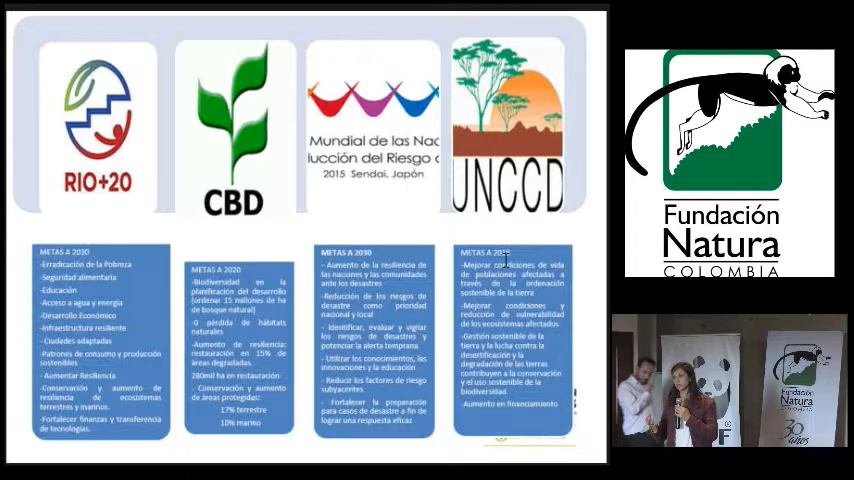 RIO+20
CBD
Mundial de las Nac
lucción del Riesgo d
2015 Sendai, Japón
UNCCD
METAS A 2030
-Erradicación de la Pobreza
-Seguridad alimentaria
-Educación
-Acceso a agua y energía
-Desarrollo Económico
-Infraestructura resiliente
- Ciudades adaptadas
-Patrones de consumo y producción
sostenibles
- Aumentar Resiliencia
-Conservación y aumento de
resiliencia de ecosistemas
terrestres y marinos.
-Fortalecer finanzas y transferencia
de tecnologías.
METAS A 2020
-Biodiversidad en la
planificación del desarrollo
(ordenar 15 millones de ha
de bosque natural)
-0 pérdida de hábitats
naturales
-Aumento de resiliencia:
restauración en 15% de
áreas degradadas.
280mil ha en restauración
- Conservación y aumento
de áreas protegidas:
17% terrestre
10% marino
METAS A 2030
- Aumento de la resiliencia de
las naciones y las comunidades
ante los desastres
-Reducción de los riesgos de
desastre como prioridad
nacional y local
- Identificar, evaluar y vigilar
los riesgos de desastres y
potenciar la alerta temprana
- Utilizar los conocimientos, las
innovaciones y la educación
- Reducir los factores de riesgo
subyacentes
- Fortalecer la preparación
para casos de desastre a fin de
lograr una respuesta eficaz
METAS A
-Mejorar condiciones de vida
de poblaciones afectadas a
través de la ordenación
sostenible de la tierra
-Mejorar condiciones y
reducción de vulnerabilidad
de los ecosistemas afectados
-Gestión sostenible de la
tierra y la lucha contra la
desertificación y la
degradación de las tierras
contribuyen a la conservación
y el uso sostenible de la
biodiversidad
-Aumento en financiamiento
Fundación
Natura
COLOMBIA
F
Fundación
Natura
COLOMBIA
30
años